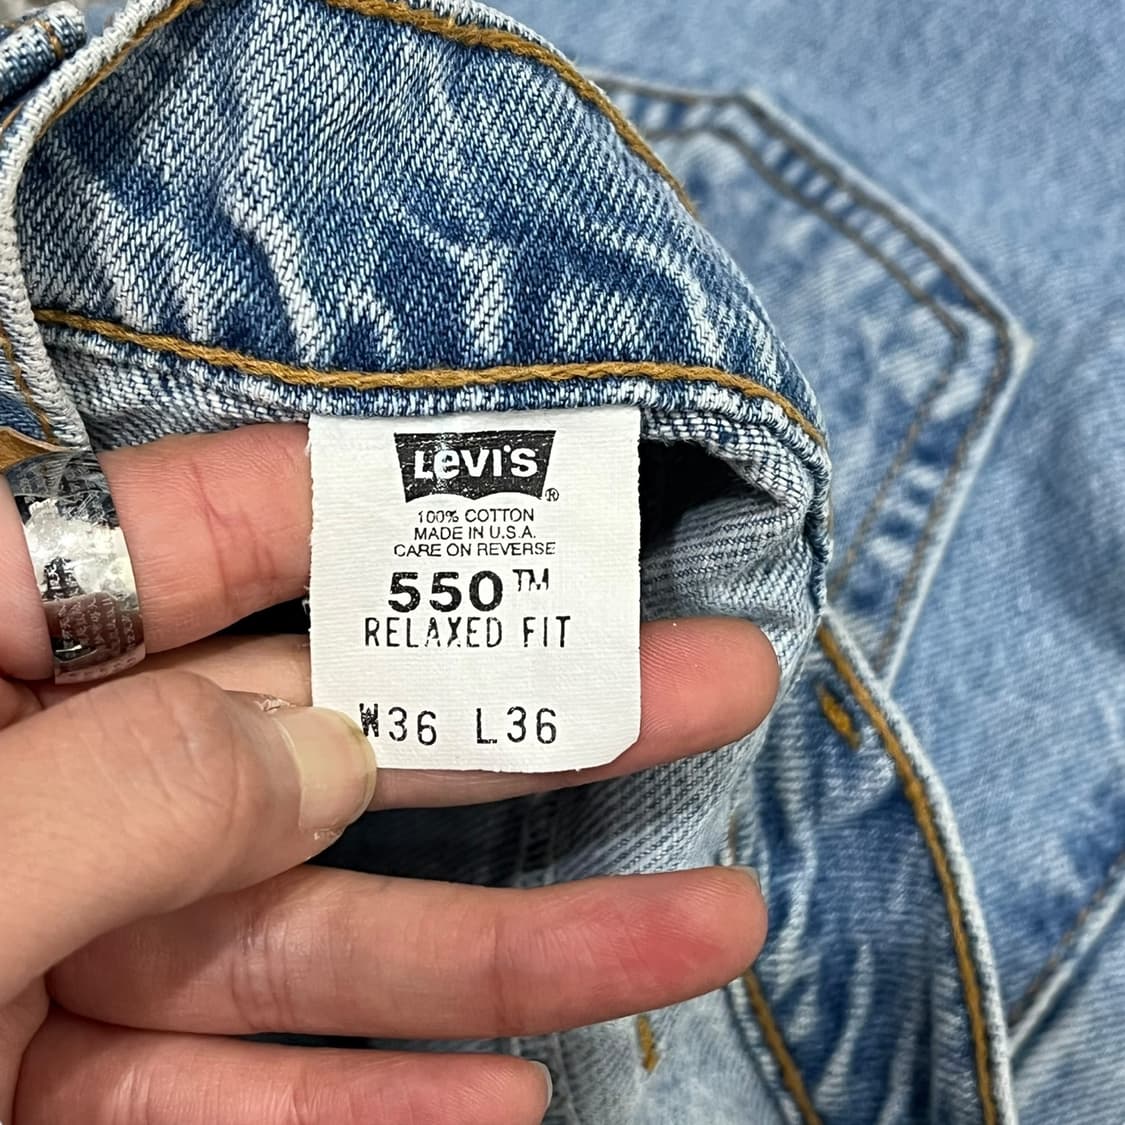 LEVI'S ®
100% COTTON
MADE IN U.S.A.
CARE ON REVERSE
550™
RELAXED FIT
W36 L36